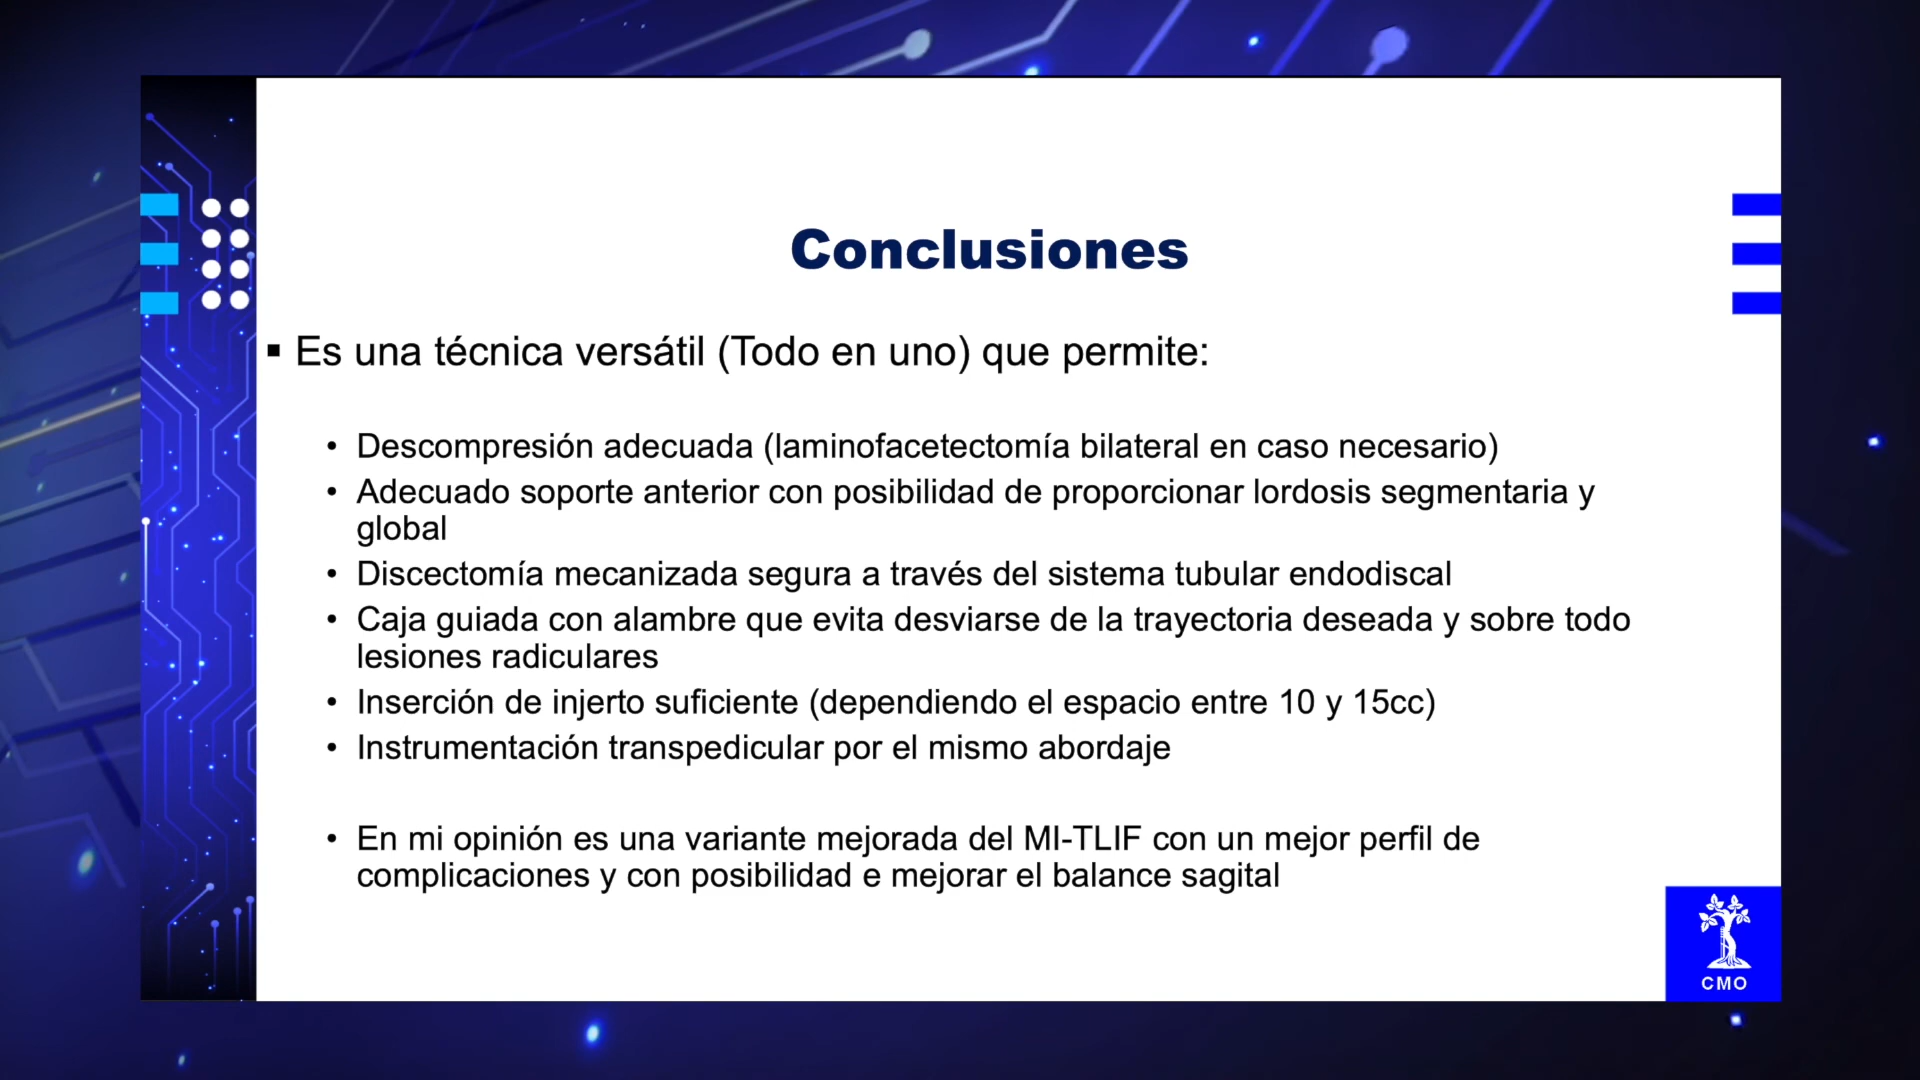 Conclusiones
▪ Es una técnica versátil (Todo en uno) que permite:
• Descompresión adecuada (laminofacetectomía bilateral en caso necesario)
• Adecuado soporte anterior con posibilidad de proporcionar lordosis segmentaria y
global
• Discectomía mecanizada segura a través del sistema tubular endodiscal
• Caja guiada con alambre que evita desviarse de la trayectoria deseada y sobre todo
lesiones radiculares
• Inserción de injerto suficiente (dependiendo el espacio entre 10 y 15cc)
• Instrumentación transpedicular por el mismo abordaje
• En mi opinión es una variante mejorada del MI-TLIF con un mejor perfil de
complicaciones y con posibilidad e mejorar el balance sagital
CMO